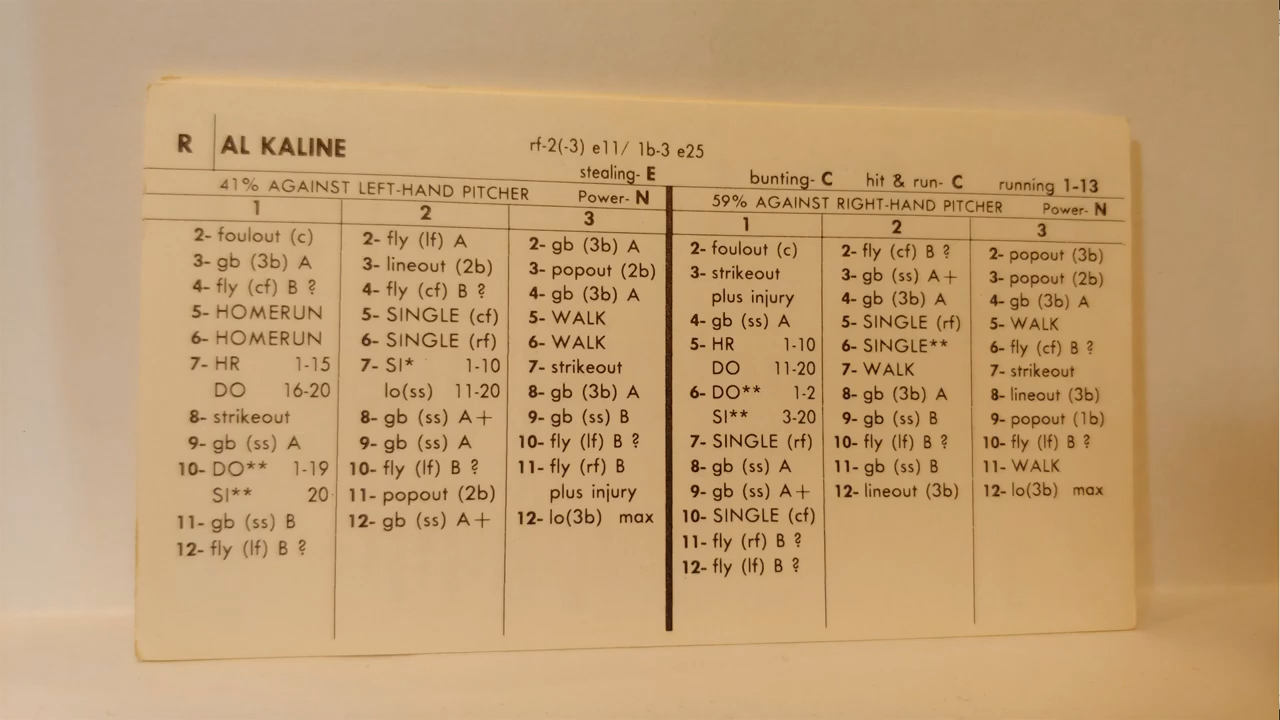 R AL KALINE rf-2(-3) e11/ 1b-3 e25
stealing- E bunting- C hit & run- C running 1-13
41% AGAINST LEFT-HAND PITCHER Power- N
1
2- foulout (c)
3- gb (3b) A
4- fly (cf) B ?
5- HOMERUN
6- HOMERUN
7- HR 1-15
DO 16-20
8- strikeout
9- gb (ss) A
10- DO** 1-19
SI** 20
11- gb (ss) B
12- fly (lf) B ?
2
2- fly (lf) A
3- lineout (2b)
4- fly (cf) B ?
5- SINGLE (cf)
6- SINGLE (rf)
7- SI* 1-10
lo(ss) 11-20
8- gb (ss) A+
9- gb (ss) A
10- fly (lf) B ?
11- popout (2b)
12- gb (ss) A+
3
2- gb (3b) A
3- popout (2b)
4- gb (3b) A
5- WALK
6- WALK
7- strikeout
8- gb (3b) A
9- gb (ss) B
10- fly (lf) B ?
11- fly (rf) B
plus injury
12- lo(3b) max
59% AGAINST RIGHT-HAND PITCHER Power- N
1
2- foulout (c)
3- strikeout
plus injury
4- gb (ss) A
5- HR 1-10
DO 11-20
6- DO** 1-2
SI** 3-20
7- SINGLE (rf)
8- gb (ss) A
9- gb (ss) A+
10- SINGLE (cf)
11- fly (rf) B ?
12- fly (lf) B ?
2
2- fly (cf) B ?
3- gb (ss) A+
4- gb (3b) A
5- SINGLE (rf)
6- SINGLE**
7- WALK
8- gb (3b) A
9- gb (ss) B
10- fly (lf) B ?
11- gb (ss) B
12- lineout (3b)
3
2- popout (3b)
3- popout (2b)
4- gb (3b) A
5- WALK
6- fly (cf) B ?
7- strikeout
8- lineout (3b)
9- popout (1b)
10- fly (lf) B ?
11- WALK
12- lo(3b) max